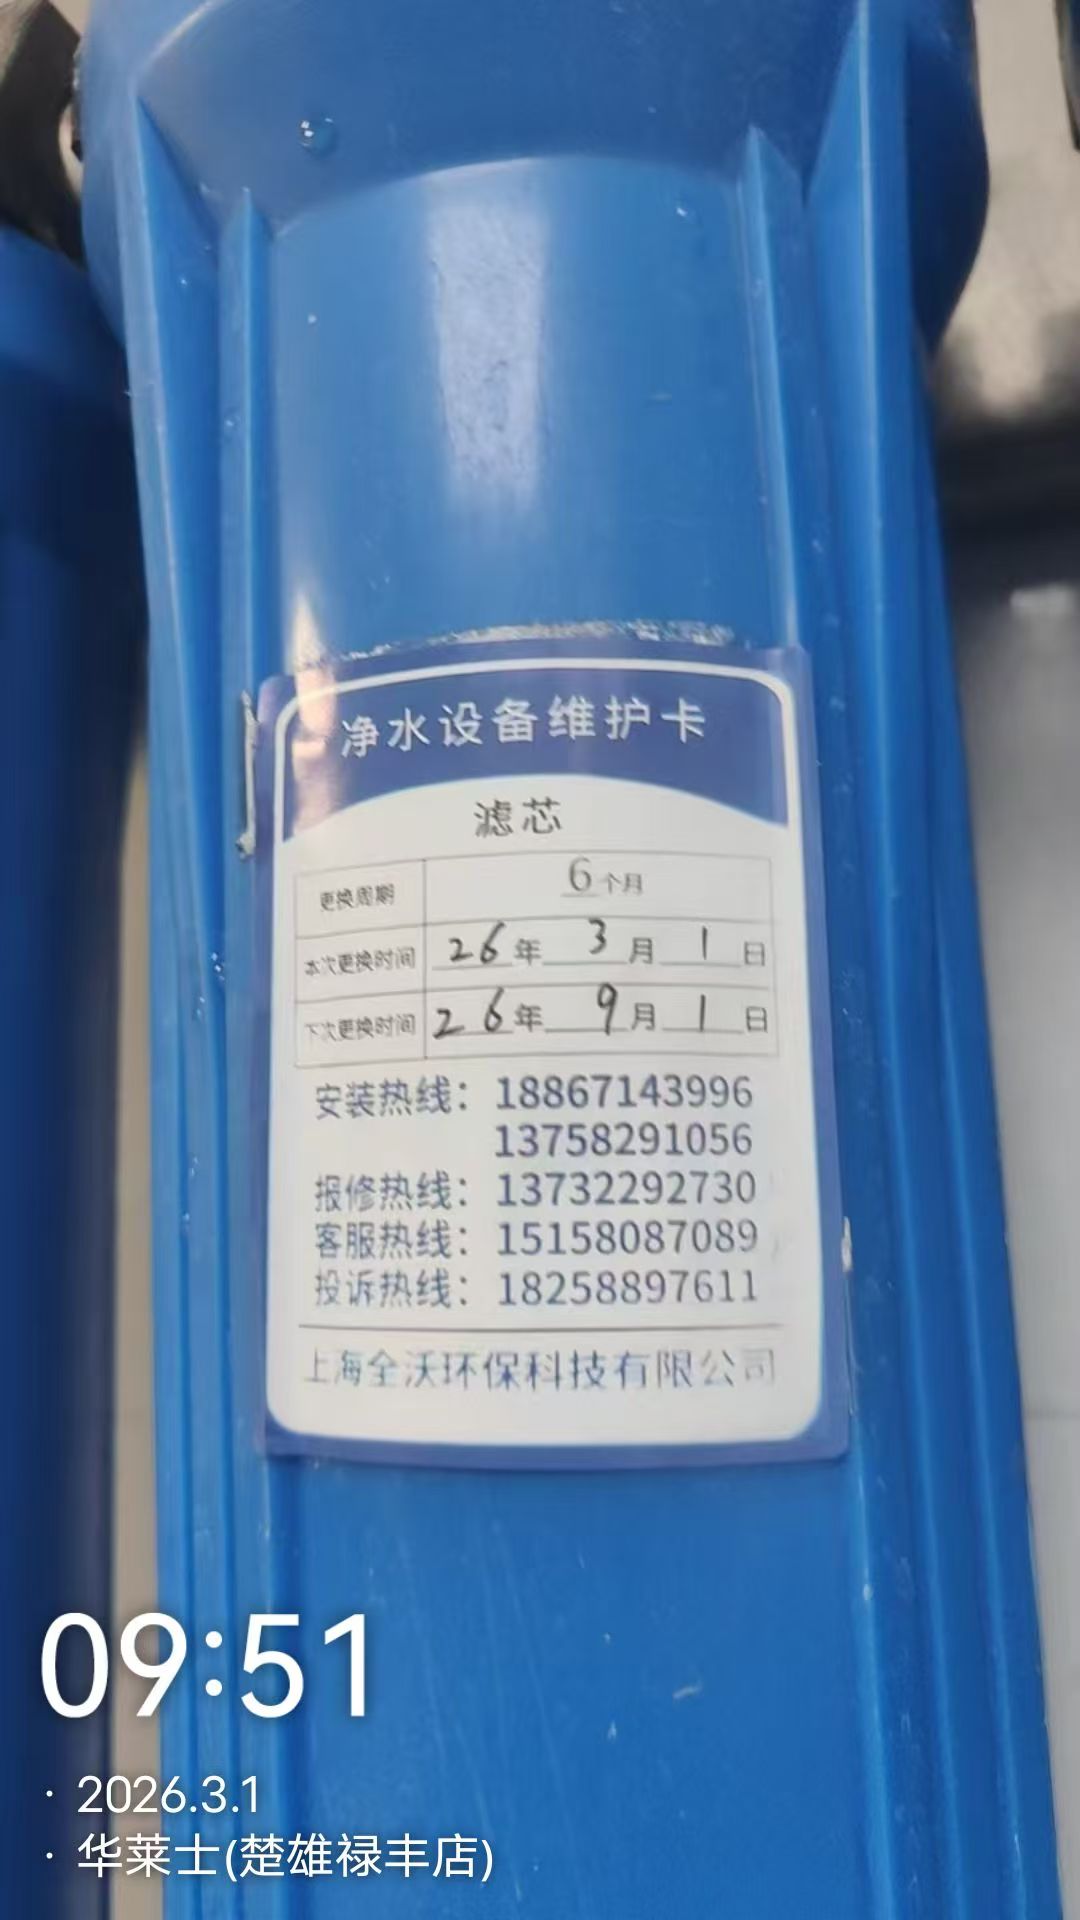 净水设备维护卡
滤芯
更换周期 6个月
本次更换时间 26年 3月 1日
下次更换时间 26年 9月 1日
安装热线：18867143996
13758291056
报修热线：13732292730
客服热线：15158087089
投诉热线：18258897611
上海全沃环保科技有限公司
09:51
· 2026.3.1
· 华莱士(楚雄禄丰店)